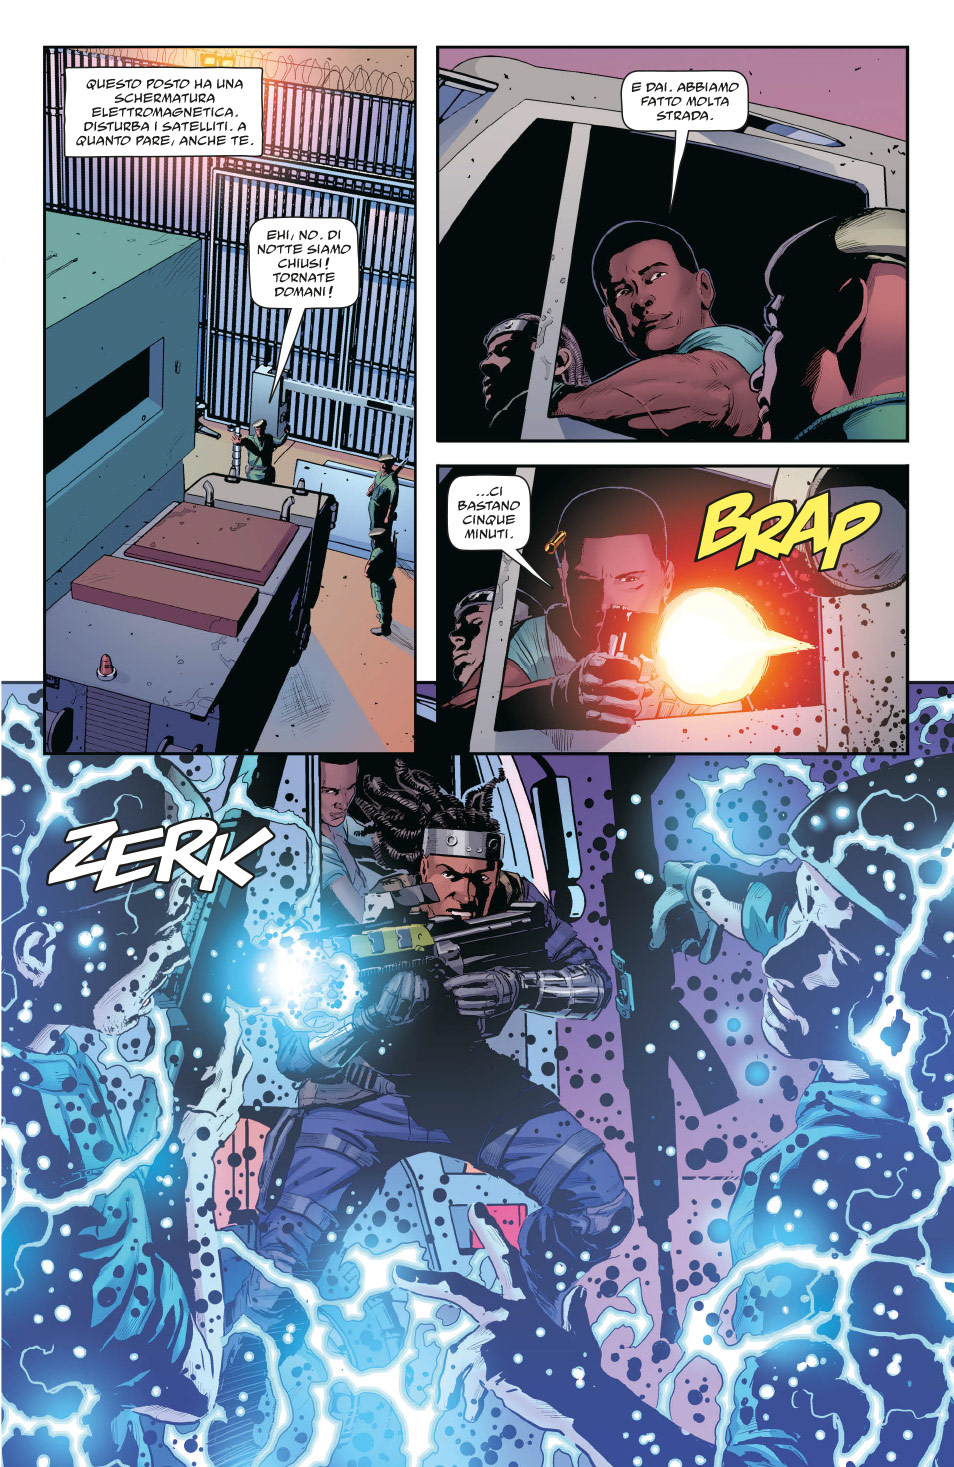 QUESTO POSTO HA UNA
SCHERMATURA
ELETTROMAGNETICA.
DISTURBA I SATELLITI. A
QUANTO PARE, ANCHE TE.
EHI, NO. DI
NOTTE SIAMO
CHIUSI!
TORNATE
DOMANI!
E DAI. ABBIAMO
FATTO MOLTA
STRADA.
...CI
BASTANO
CINQUE
MINUTI.
BRAP
ZERK